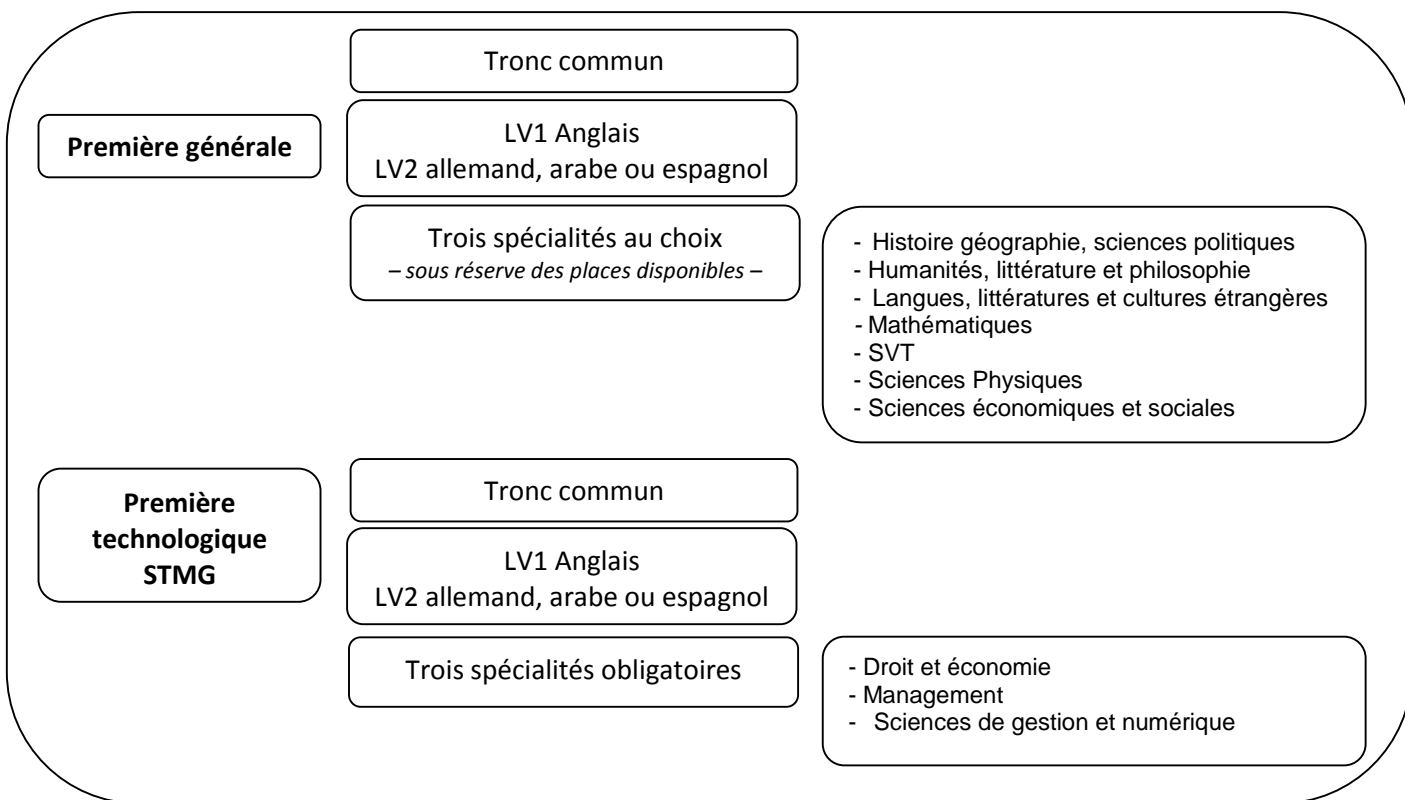 Tronc commun
Première générale
LV1 Anglais
LV2 allemand, arabe ou espagnol
Trois spécialités au choix
– sous réserve des places disponibles –
- Histoire géographie, sciences politiques
- Humanités, littérature et philosophie
- Langues, littératures et cultures étrangères
- Mathématiques
- SVT
- Sciences Physiques
- Sciences économiques et sociales
Première
technologique
STMG
Tronc commun
LV1 Anglais
LV2 allemand, arabe ou espagnol
Trois spécialités obligatoires
- Droit et économie
- Management
- Sciences de gestion et numérique